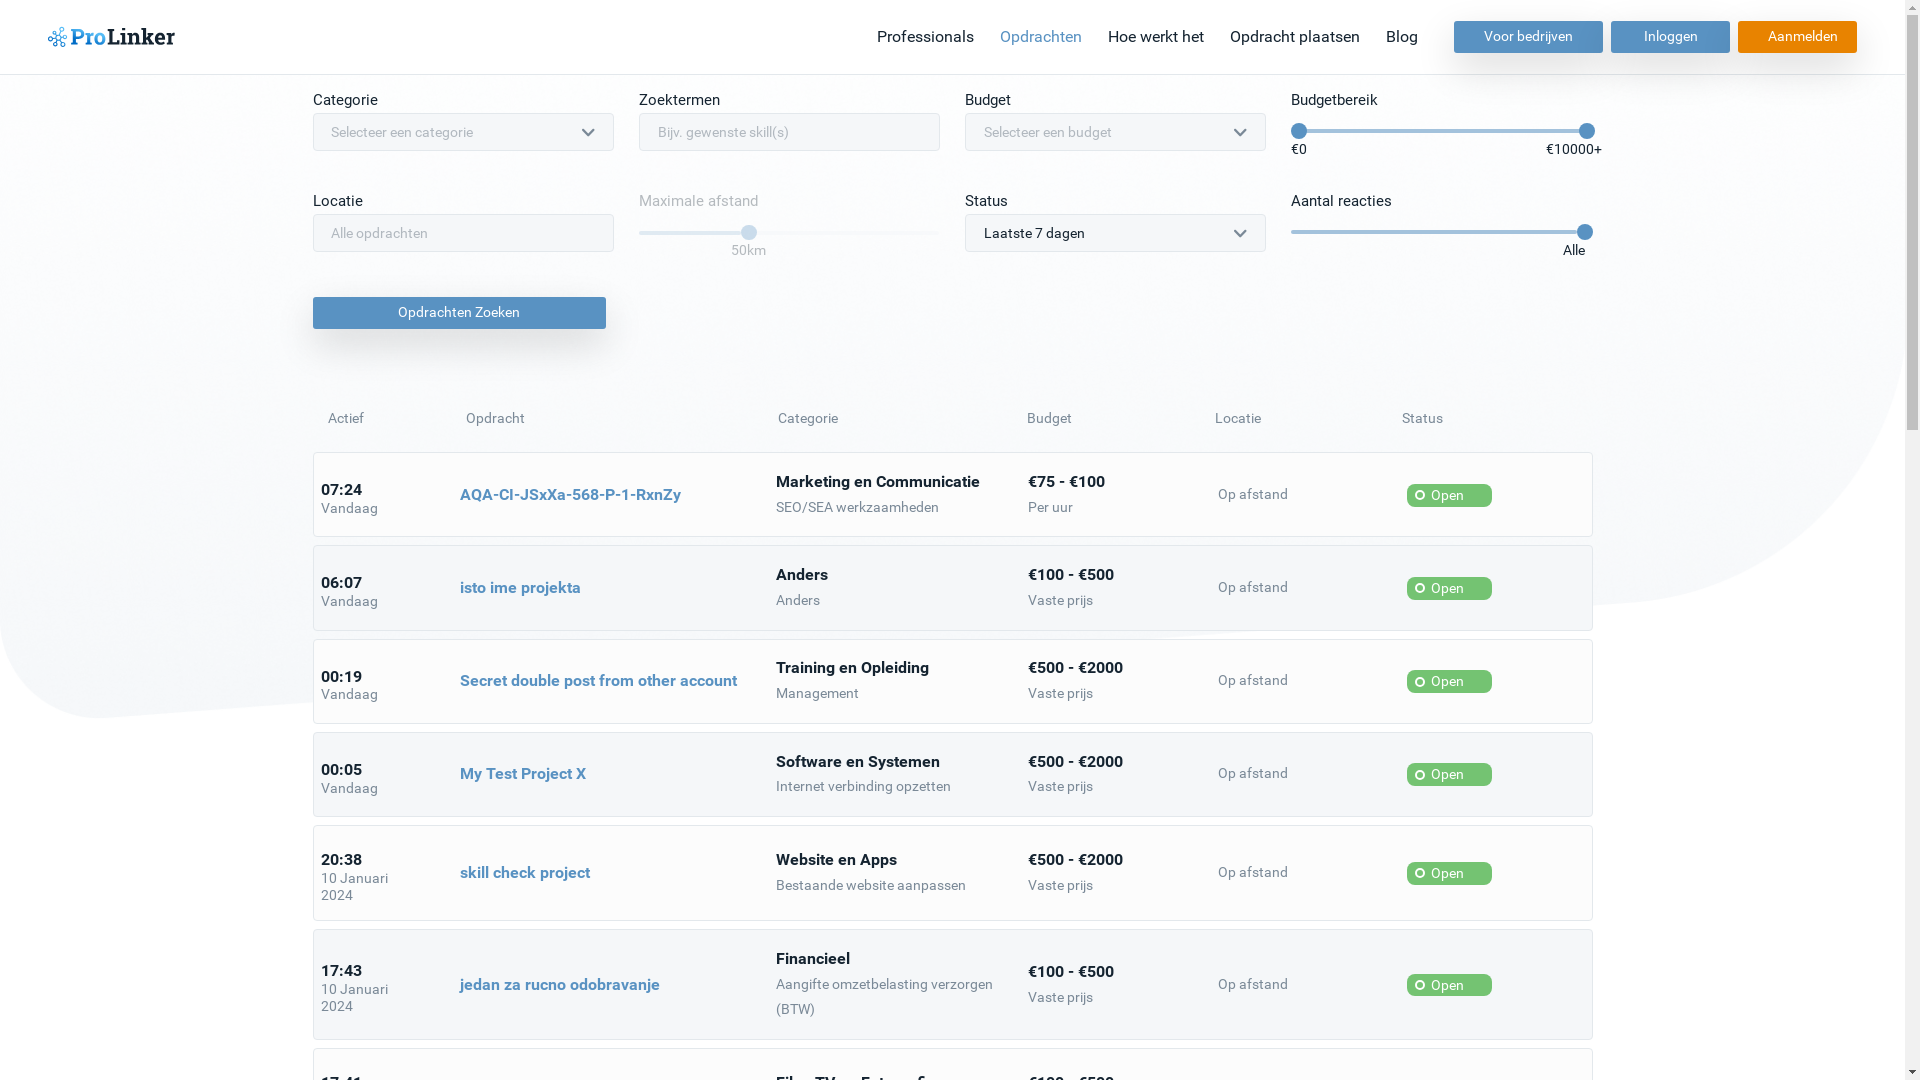 ProLinker
Professionals Opdrachten Hoe werkt het Opdracht plaatsen Blog Voor bedrijven Inloggen Aanmelden
Categorie Zoektermen Budget Budgetbereik
Selecteer een categorie Bijv. gewenste skill(s) Selecteer een budget
€0 €10000+
Locatie Maximale afstand Status Aantal reacties
Alle opdrachten Laatste 7 dagen
50km Alle
Opdrachten Zoeken
Actief Opdracht Categorie Budget Locatie Status
07:24 AQA-CI-JSxXa-568-P-1-RxnZy Marketing en Communicatie €75 - €100 Op afstand Open
Vandaag SEO/SEA werkzaamheden Per uur
06:07 isto ime projekta Anders €100 - €500 Op afstand Open
Vandaag Anders Vaste prijs
00:19 Secret double post from other account Training en Opleiding €500 - €2000 Op afstand Open
Vandaag Management Vaste prijs
00:05 My Test Project X Software en Systemen €500 - €2000 Op afstand Open
Vandaag Internet verbinding opzetten Vaste prijs
20:38 skill check project Website en Apps €500 - €2000 Op afstand Open
10 Januari Bestaande website aanpassen Vaste prijs
2024
17:43 jedan za rucno odobravanje Financieel €100 - €500 Op afstand Open
10 Januari Aangifte omzetbelasting verzorgen Vaste prijs
2024 (BTW)